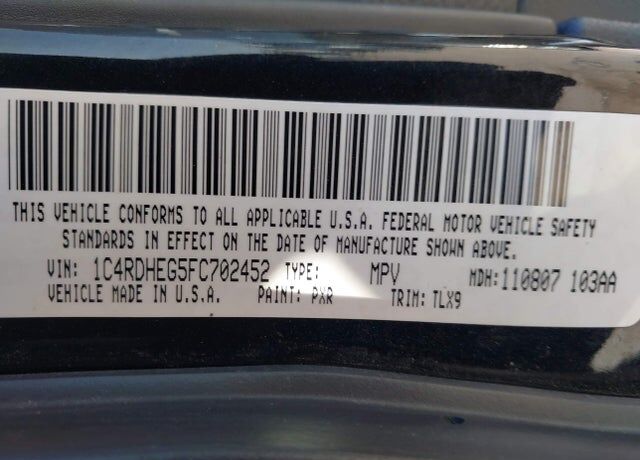 THIS VEHICLE CONFORMS TO ALL APPLICABLE U.S.A. FEDERAL MOTOR VEHICLE SAFETY
STANDARDS IN EFFECT ON THE DATE OF MANUFACTURE SHOWN ABOVE.
VIN: 1C4RDHEG5FC702452 TYPE: MPV MDH: 110807 103AA
VEHICLE MADE IN U.S.A. PAINT: PXR TRIM: TLX9